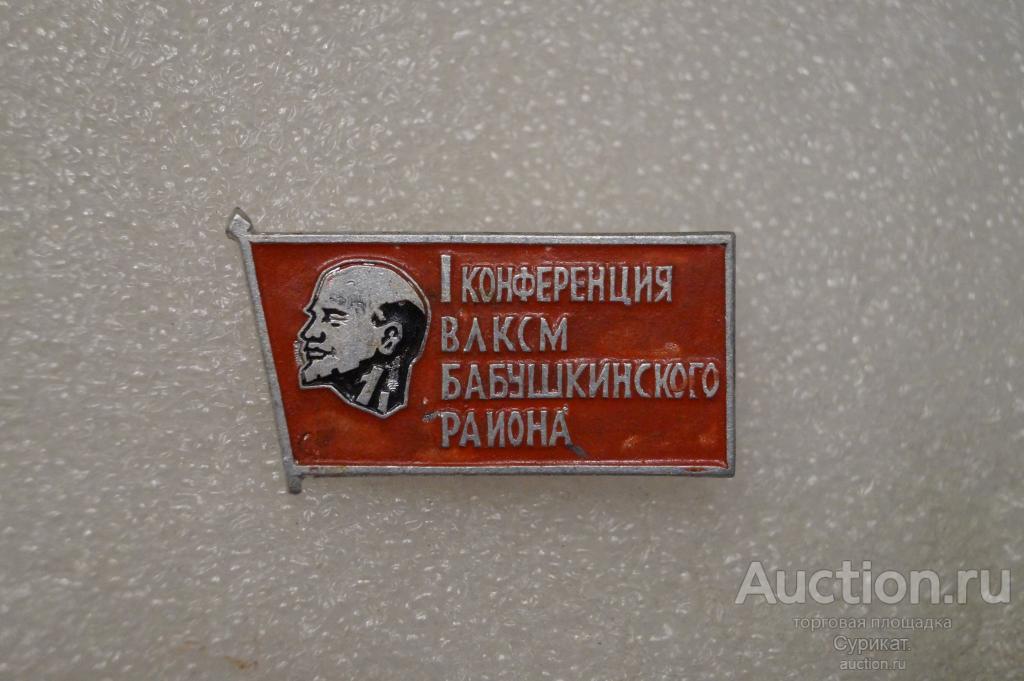 I КОНФЕРЕНЦИЯ
ВЛКСМ
БАБУШКИНСКОГО
РАЙОНА
Auction.ru
торговая площадка
Сурикат.
auction.ru